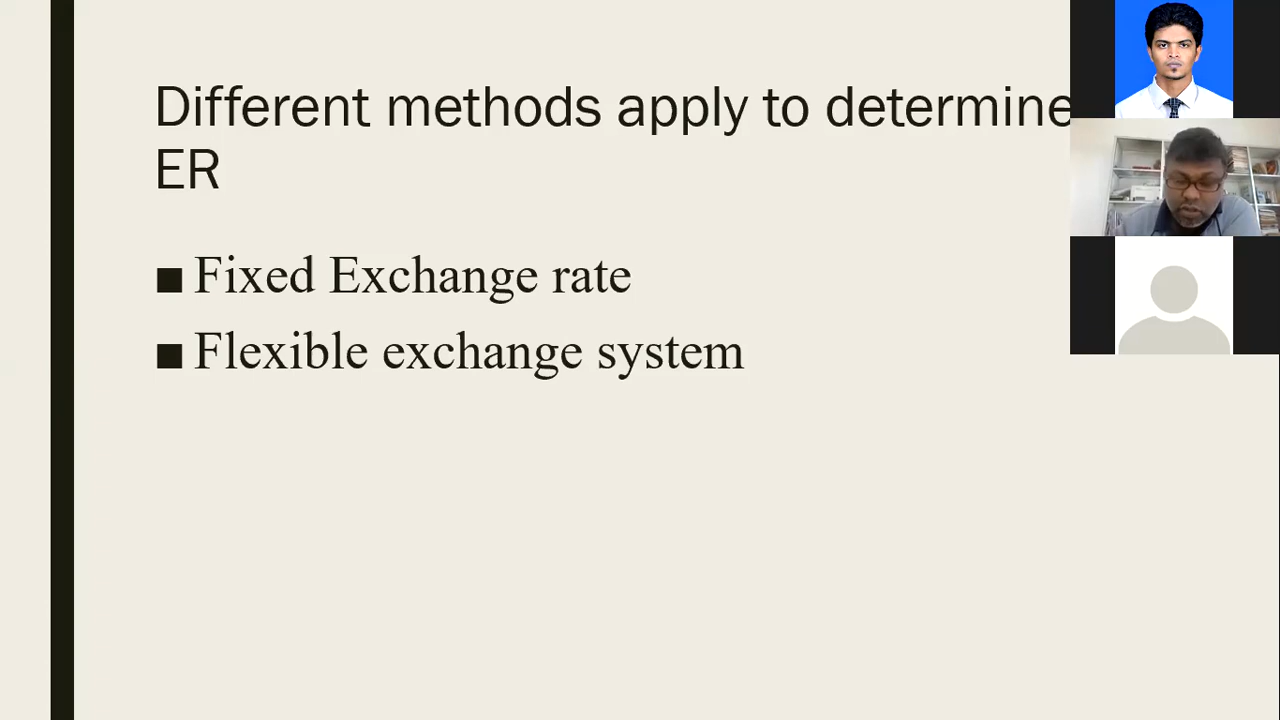 Different methods apply to determine
ER
■ Fixed Exchange rate
■ Flexible exchange system